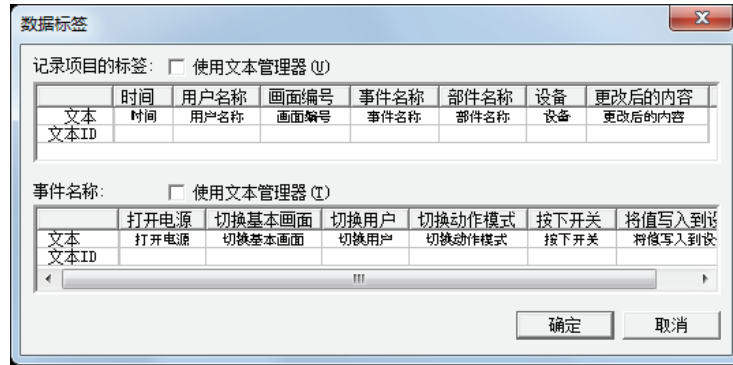 数据标签
记录项目的标签: 使用文本管理器(U)
时间 用户名称 画面编号 事件名称 部件名称 设备 更改后的内容
文本 时间 用户名称 画面编号 事件名称 部件名称 设备 更改后的内容
文本ID
事件名称: 使用文本管理器(T)
打开电源 切换基本画面 切换用户 切换动作模式 按下开关 将值写入到设
文本 打开电源 切换基本画面 切换用户 切换动作模式 按下开关 将值写入到设
文本ID
确定 取消